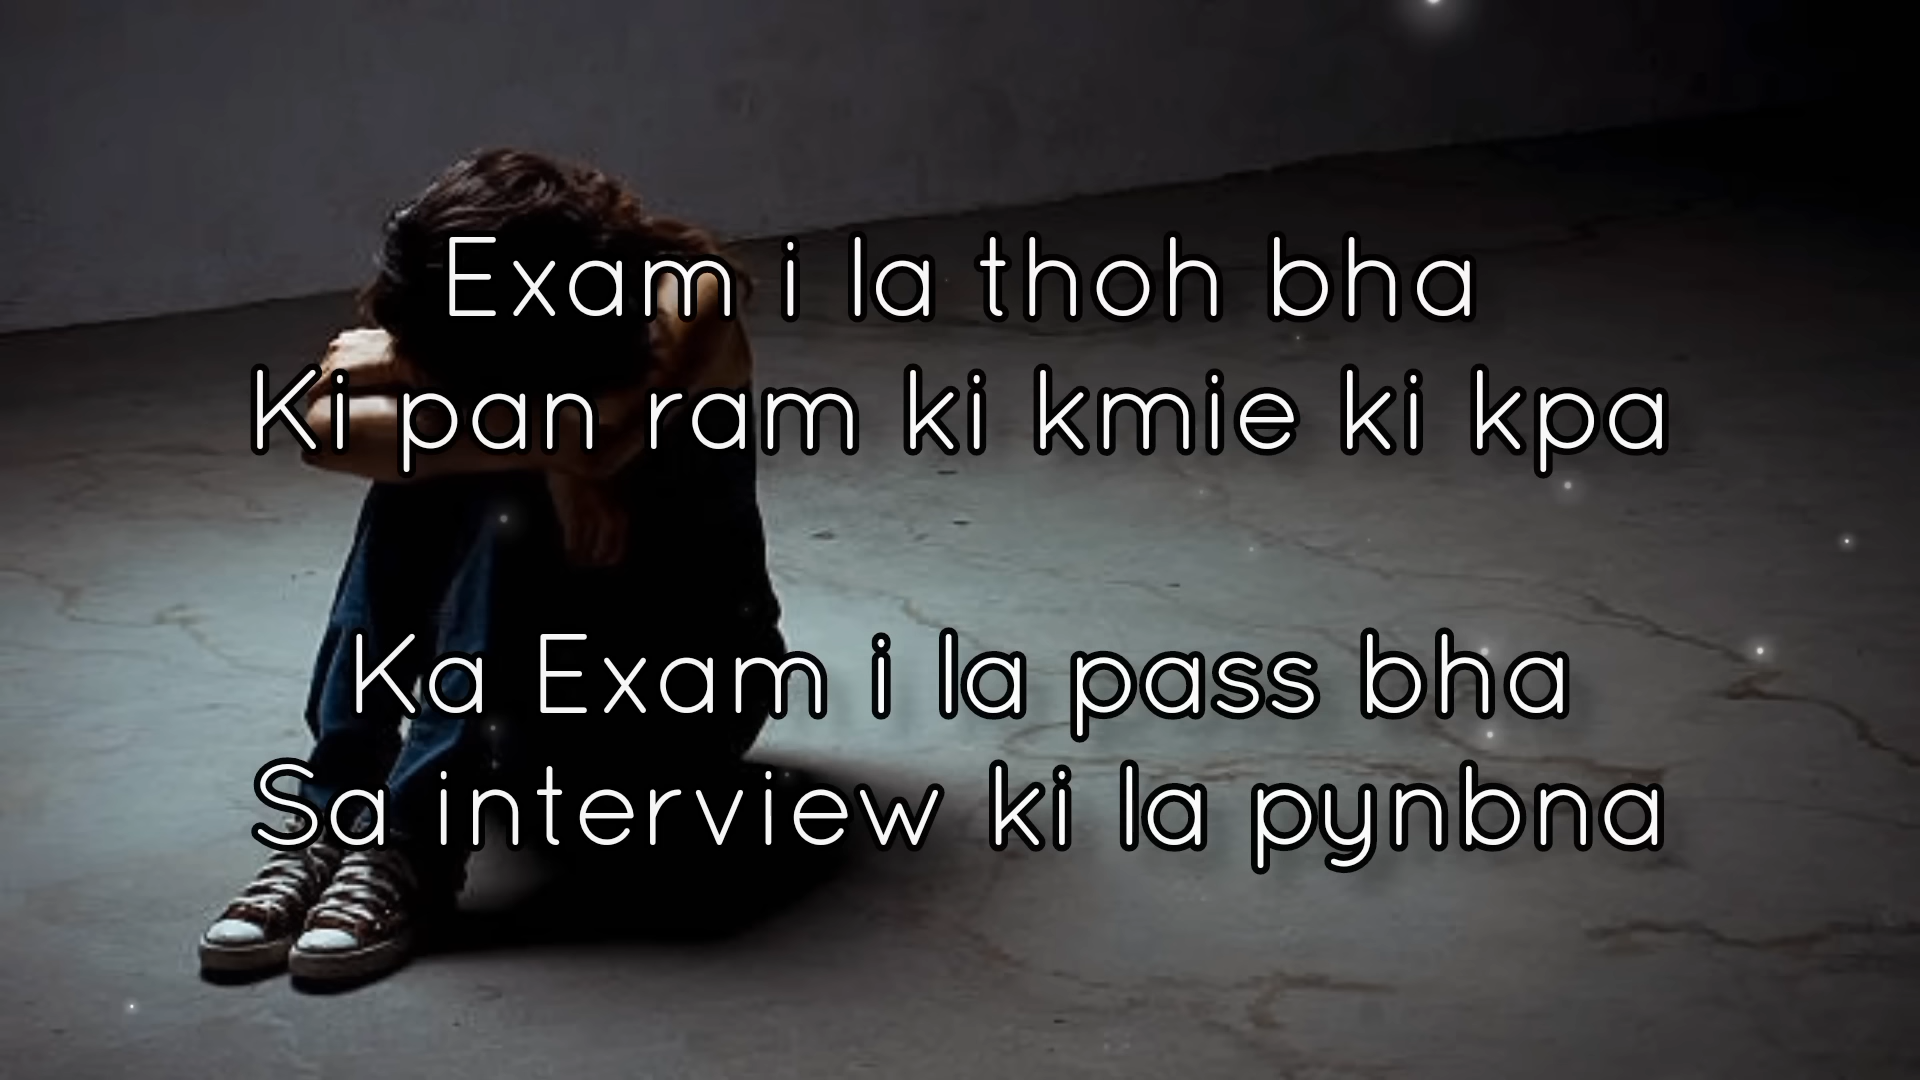 Exam i la thoh bha
Ki pan ram ki kmie ki kpa
Ka Exam i la pass bha
Sa interview ki la pynbna